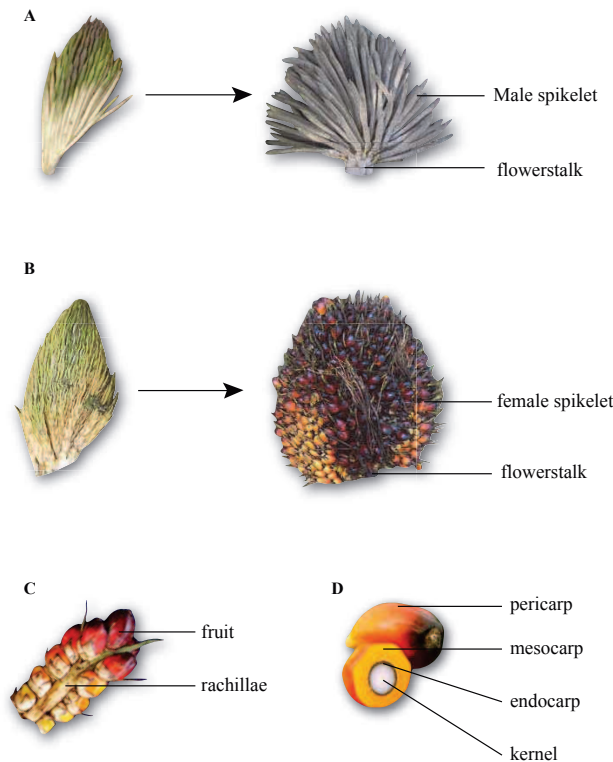 A
Male spikelet
flowerstalk
B
female spikelet
flowerstalk
C
fruit
rachillae
D
pericarp
mesocarp
endocarp
kernel